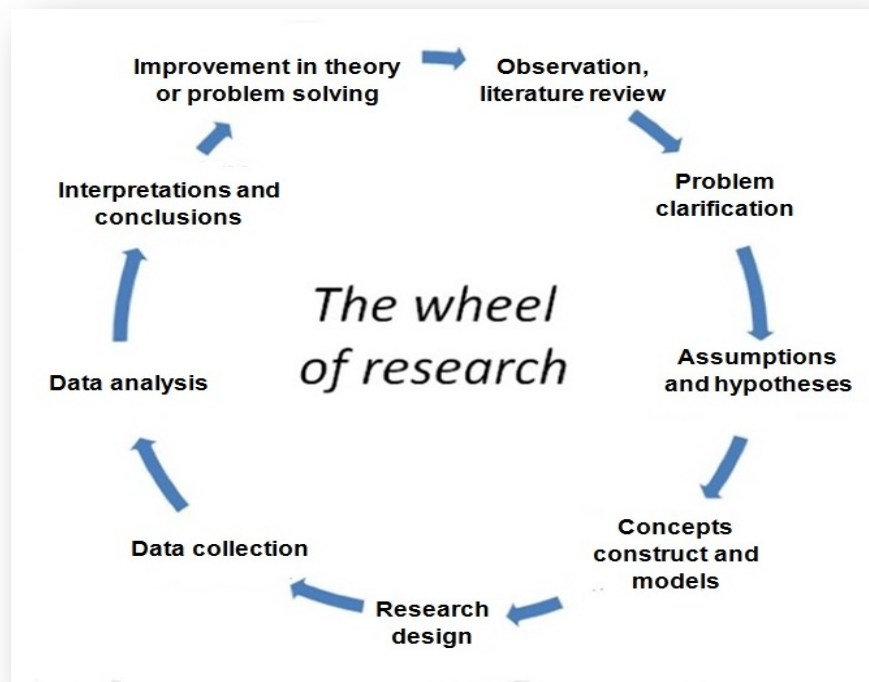 Improvement in theory
or problem solving
Observation,
literature review
Problem
clarification
Assumptions
and hypotheses
Concepts
construct and
models
Research
design
Data collection
Data analysis
Interpretations and
conclusions
The wheel
of research